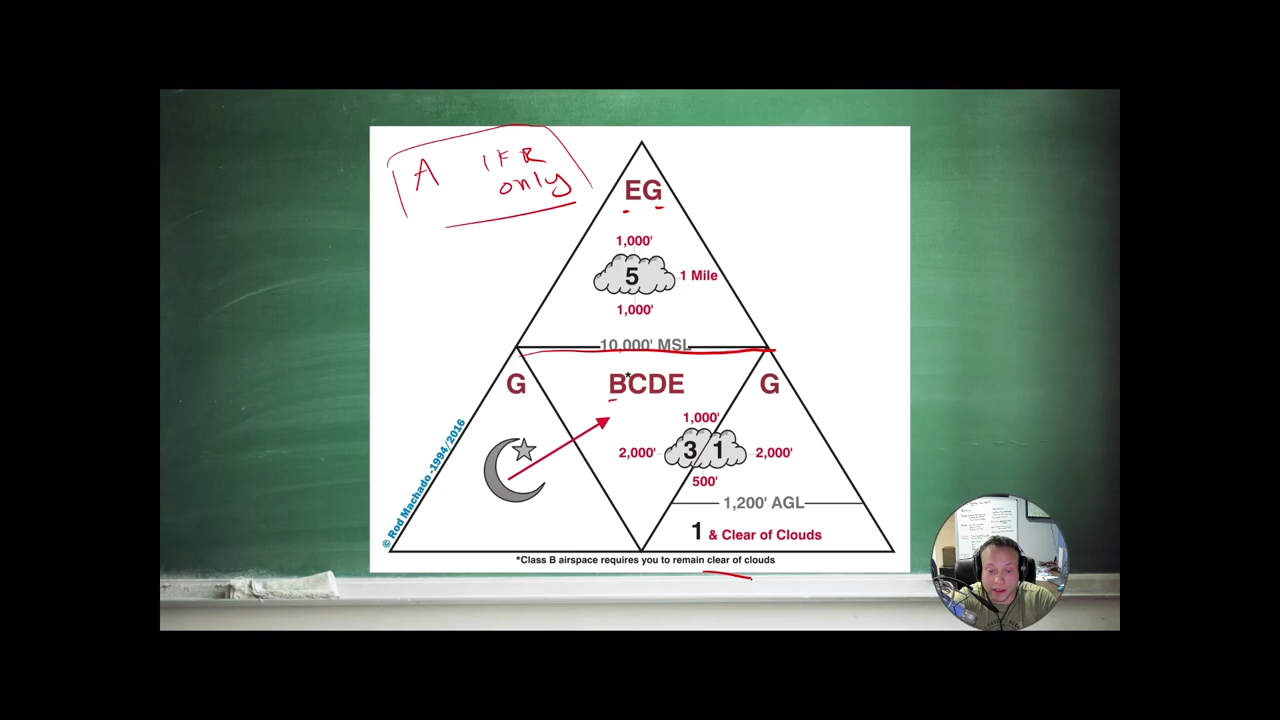 A IFR
only
EG
1,000'
5 1 Mile
1,000'
10,000' MSL
G B*CDE G
1,000'
2,000' 3/1 2,000'
500'
1,200' AGL
1 & Clear of Clouds
© Rod Machado -1994/2016
*Class B airspace requires you to remain clear of clouds